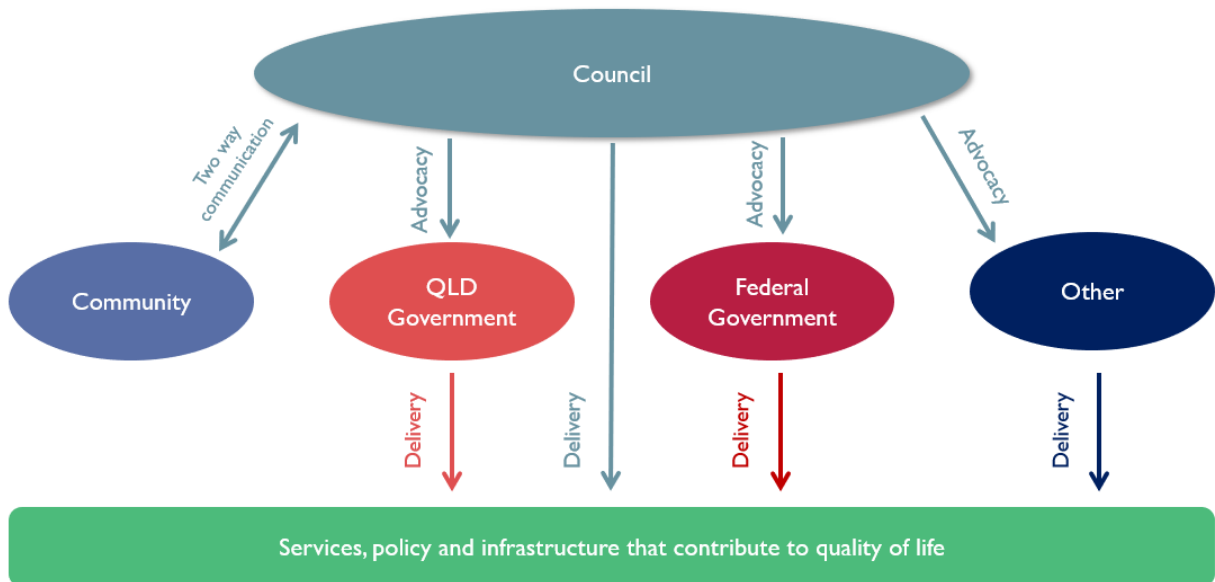 Council
Two way
communication
Advocacy
Advocacy
Advocacy
Community
QLD
Government
Federal
Government
Other
Delivery
Delivery
Delivery
Delivery
Services, policy and infrastructure that contribute to quality of life